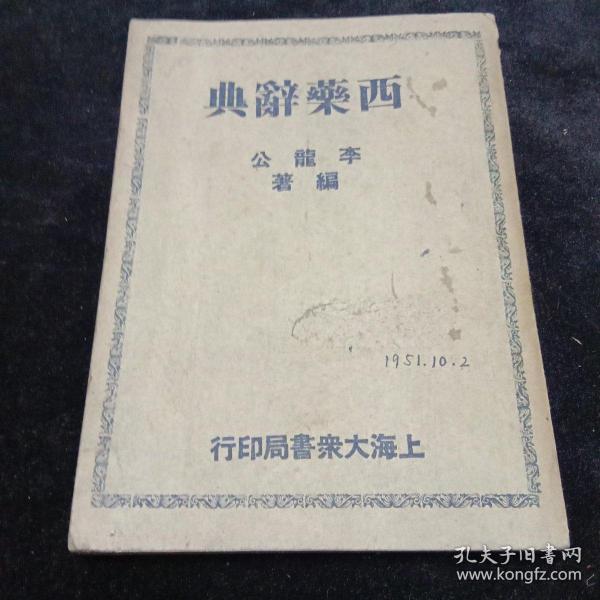 西藥辭典
李龍公
編著
1951.10.2
上海大衆書局印行
孔夫子旧书网
www.kongfz.com